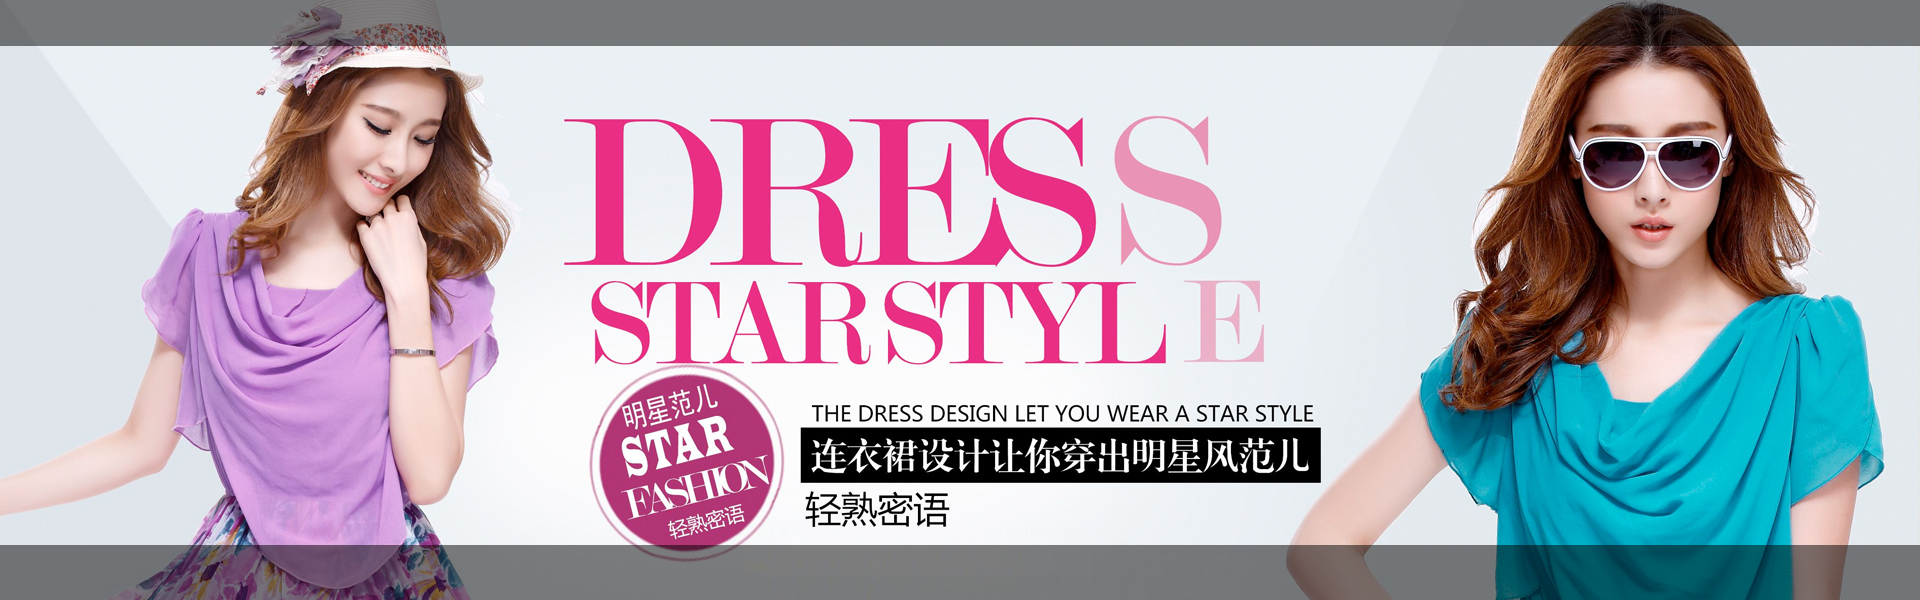 DRESS
STAR STYLE
明星范儿
STAR
FASHION
轻熟密语
THE DRESS DESIGN LET YOU WEAR A STAR STYLE
连衣裙设计让你穿出明星风范儿
轻熟密语